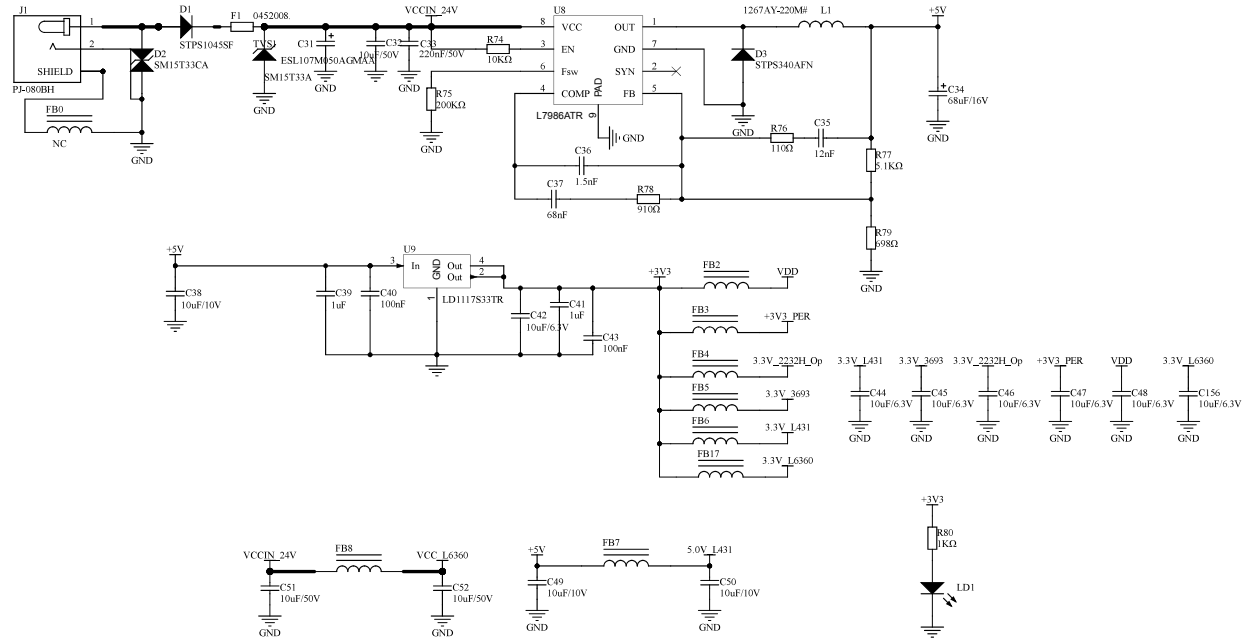 J1
1
2
SHIELD
PJ-080BH
FB0
NC
GND
D2
SM15T33CA
D1
STPS1045SF
F1
0452008.
TVS1
SM15T33A
GND
C31
+
ESL107M050AGMAA
GND
C32
10uF/50V
GND
C33
220nF/50V
GND
VCCIN_24V
R74
10KΩ
R75
200KΩ
GND
U8
8 VCC OUT 1
3 EN GND 7
6 Fsw SYN 2
4 COMP FB 5
PAD
9
L7986ATR
GND
1267AY-220M# L1
D3
STPS340AFN
GND
+5V
+
C34
68uF/16V
GND
R76
110Ω
C35
12nF
R77
5.1KΩ
C36
1.5nF
C37
68nF
R78
910Ω
R79
698Ω
GND
+5V
C38
10uF/10V
GND
C39
1uF
C40
100nF
U9
3 In GND Out 4
Out 2
1
LD1117S33TR
GND
C42
10uF/6.3V
C41
1uF
C43
100nF
+3V3
FB2
VDD
FB3
+3V3_PER
FB4
3.3V_2232H_Op
FB5
3.3V_3693
FB6
3.3V_L431
FB17
3.3V_L6360
3.3V_L431
C44
10uF/6.3V
GND
3.3V_3693
C45
10uF/6.3V
GND
3.3V_2232H_Op
C46
10uF/6.3V
GND
+3V3_PER
C47
10uF/6.3V
GND
VDD
C48
10uF/6.3V
GND
3.3V_L6360
C156
10uF/6.3V
GND
VCCIN_24V
FB8
VCC_L6360
C51
10uF/50V
GND
C52
10uF/50V
GND
+5V
FB7
5.0V_L431
C49
10uF/10V
GND
C50
10uF/10V
GND
+3V3
R80
1KΩ
LD1